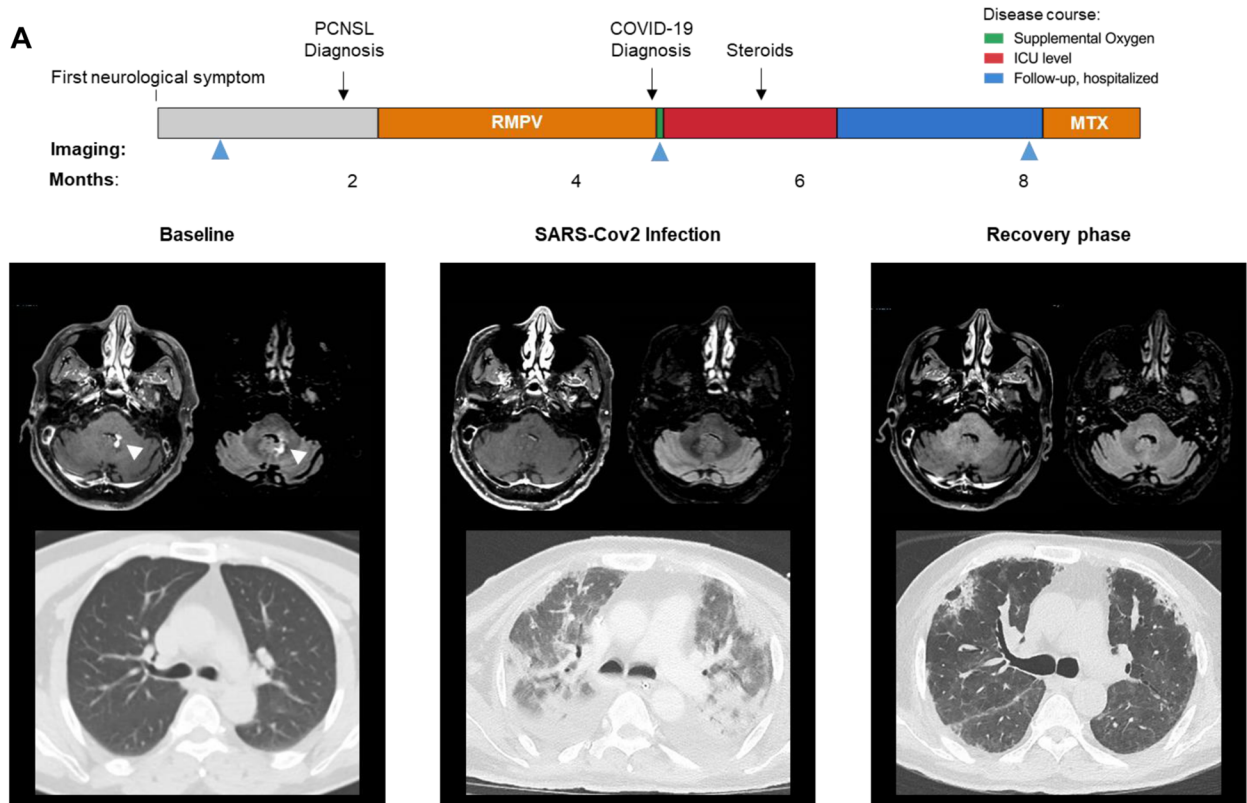 A
PCNSL
Diagnosis
COVID-19
Diagnosis
Steroids
Disease course:
Supplemental Oxygen
ICU level
Follow-up, hospitalized
First neurological symptom
RMPV
MTX
Imaging:
Months:
2
4
6
8
Baseline
SARS-Cov2 Infection
Recovery phase